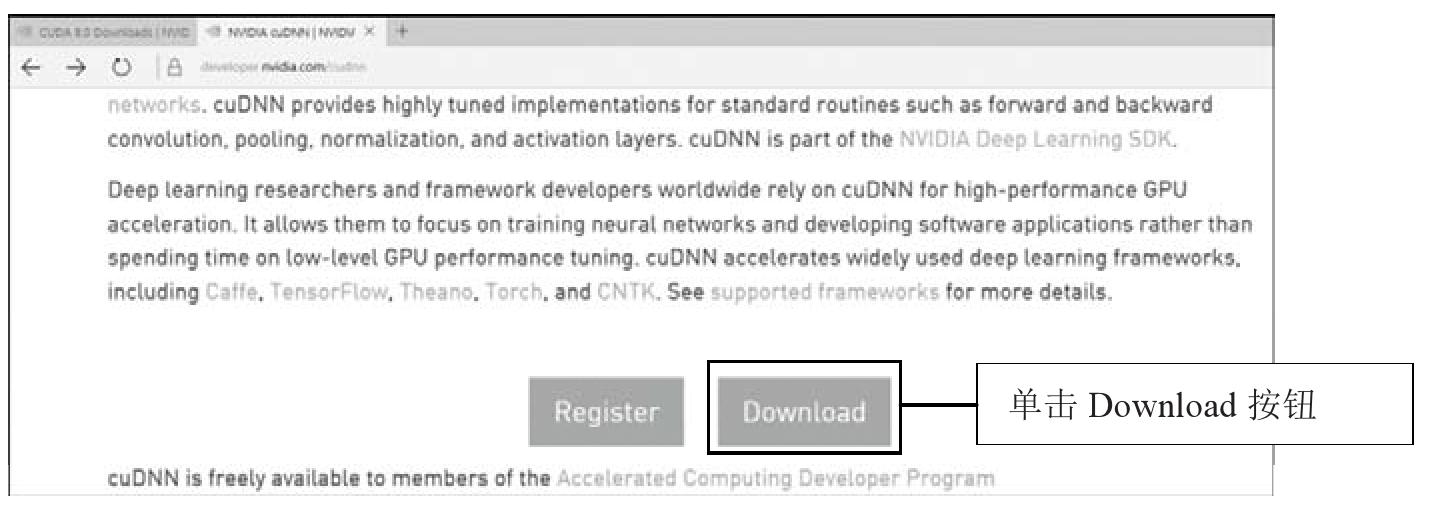 CUDA 8.0 Downloads | NVID
NVIDIA cuDNN | NVIDI
developer.nvidia.com/cudnn
networks. cuDNN provides highly tuned implementations for standard routines such as forward and backward
convolution, pooling, normalization, and activation layers. cuDNN is part of the NVIDIA Deep Learning SDK.
Deep learning researchers and framework developers worldwide rely on cuDNN for high-performance GPU
acceleration. It allows them to focus on training neural networks and developing software applications rather than
spending time on low-level GPU performance tuning. cuDNN accelerates widely used deep learning frameworks,
including Caffe, TensorFlow, Theano, Torch, and CNTK. See supported frameworks for more details.
Register
Download
单击 Download 按钮
cuDNN is freely available to members of the Accelerated Computing Developer Program